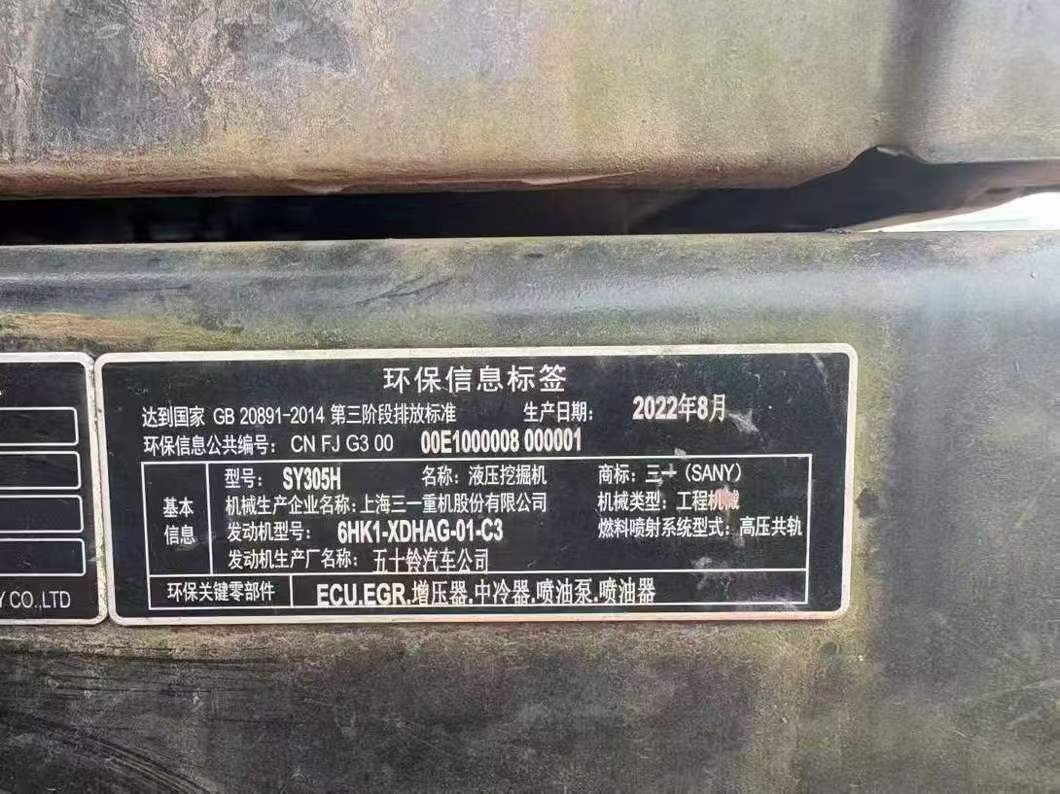 环保信息标签
达到国家 GB 20891-2014 第三阶段排放标准 生产日期： 2022年8月
环保信息公共编号： CN FJ G3 00 00E1000008 000001
基本信息
型号： SY305H 名称：液压挖掘机 商标：三一（SANY）
机械生产企业名称：上海三一重机股份有限公司 机械类型：工程机械
发动机型号： 6HK1-XDHAG-01-C3 燃料喷射系统型式：高压共轨
发动机生产厂名称： 五十铃汽车公司
环保关键零部件 ECU.EGR.增压器.中冷器.喷油泵.喷油器
Y CO.,LTD